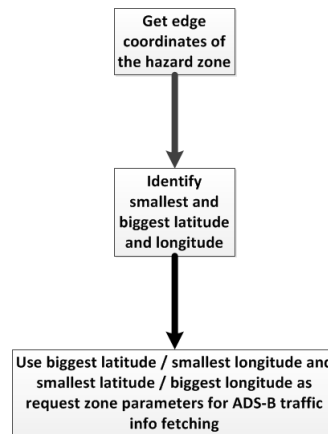 Get edge
coordinates of
the hazard zone
Identify
smallest and
biggest latitude
and longitude
Use biggest latitude / smallest longitude and
smallest latitude / biggest longitude as
request zone parameters for ADS-B traffic
info fetching